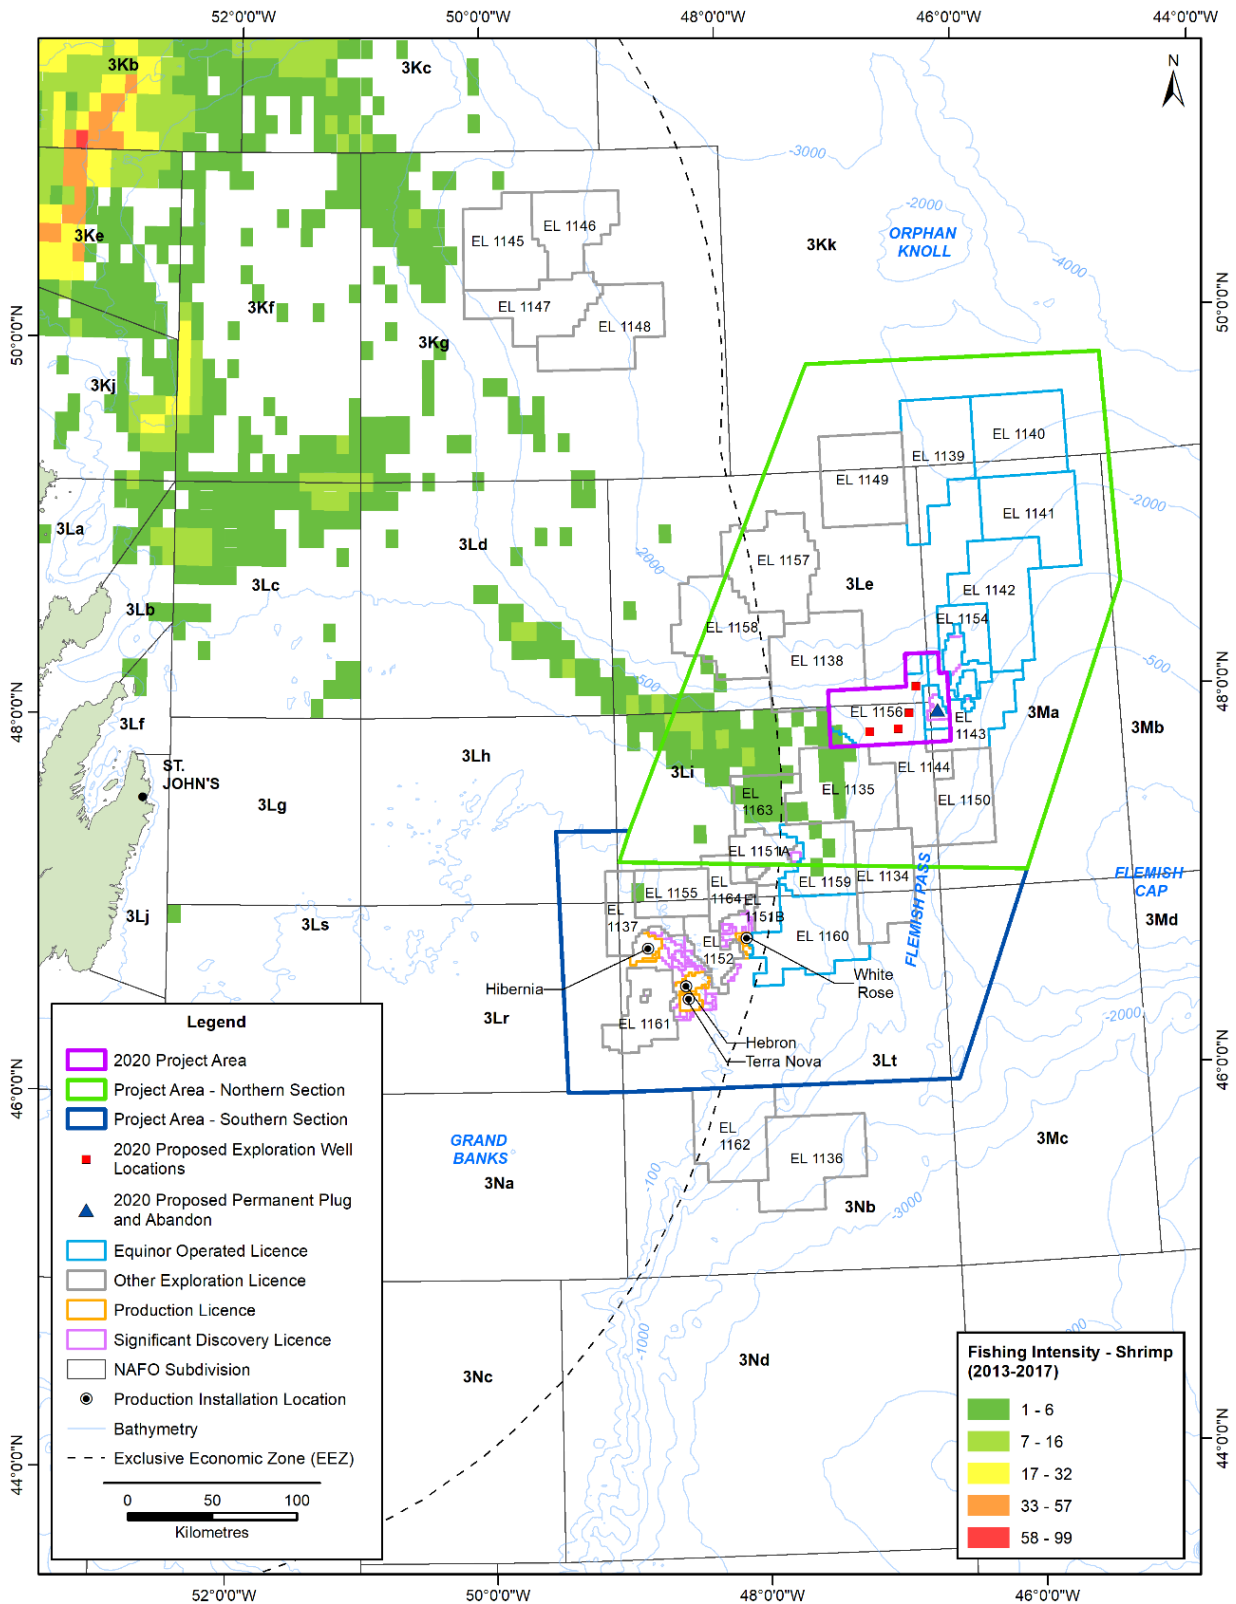 52°0'0"W
50°0'0"W
48°0'0"W
46°0'0"W
44°0'0"W
N
3Kb
3Kc
-3000
-2000
ORPHAN
KNOLL
3Kk
-4000
3Ke
EL 1145
EL 1146
3Kf
EL 1147
EL 1148
50°0'0"N
50°0'0"N
3Kg
3Kj
EL 1139
EL 1140
EL 1149
-2000
EL 1141
3La
3Ld
-2000
EL 1157
3Le
3Lc
EL 1142
3Lb
EL 1154
EL 1158
EL 1138
-500
-500
48°0'0"N
48°0'0"N
3Lf
EL 1156
EL
1143
3Ma
3Mb
3Lh
ST.
JOHN'S
3Li
EL 1144
3Lg
EL
1163
EL 1135
EL 1150
EL 1151A
FLEMISH PASS
FLEMISH
CAP
EL 1155
EL
1164
EL 1159
EL 1134
EL
1151B
3Lj
3Ls
EL
1137
3Md
EL 1160
EL
1152
Hibernia
White
Rose
3Lr
EL 1161
-2000
Hebron
Terra Nova
3Lt
46°0'0"N
46°0'0"N
GRAND
BANKS
3Na
EL
1162
EL 1136
3Mc
-100
3Nb
-3000
-1000
3Nd
3Nc
44°0'0"N
44°0'0"N
Legend
2020 Project Area
Project Area - Northern Section
Project Area - Southern Section
2020 Proposed Exploration Well
Locations
2020 Proposed Permanent Plug
and Abandon
Equinor Operated Licence
Other Exploration Licence
Production Licence
Significant Discovery Licence
NAFO Subdivision
Production Installation Location
Bathymetry
Exclusive Economic Zone (EEZ)
0 50 100
Kilometres
Fishing Intensity - Shrimp
(2013-2017)
1 - 6
7 - 16
17 - 32
33 - 57
58 - 99
52°0'0"W
50°0'0"W
48°0'0"W
46°0'0"W